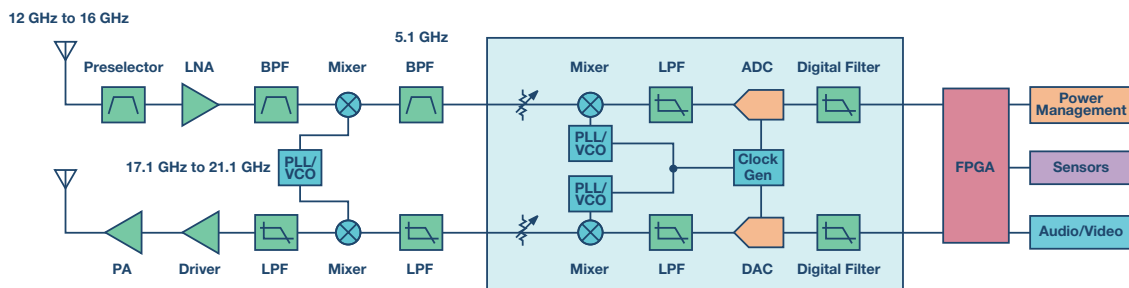 12 GHz to 16 GHz
5.1 GHz
Preselector
LNA
BPF
Mixer
BPF
Mixer
LPF
ADC
Digital Filter
Power
Management
PLL/
VCO
17.1 GHz to 21.1 GHz
PLL/
VCO
Clock
Gen
FPGA
Sensors
PLL/
VCO
Audio/Video
PA
Driver
LPF
Mixer
LPF
Mixer
LPF
DAC
Digital Filter